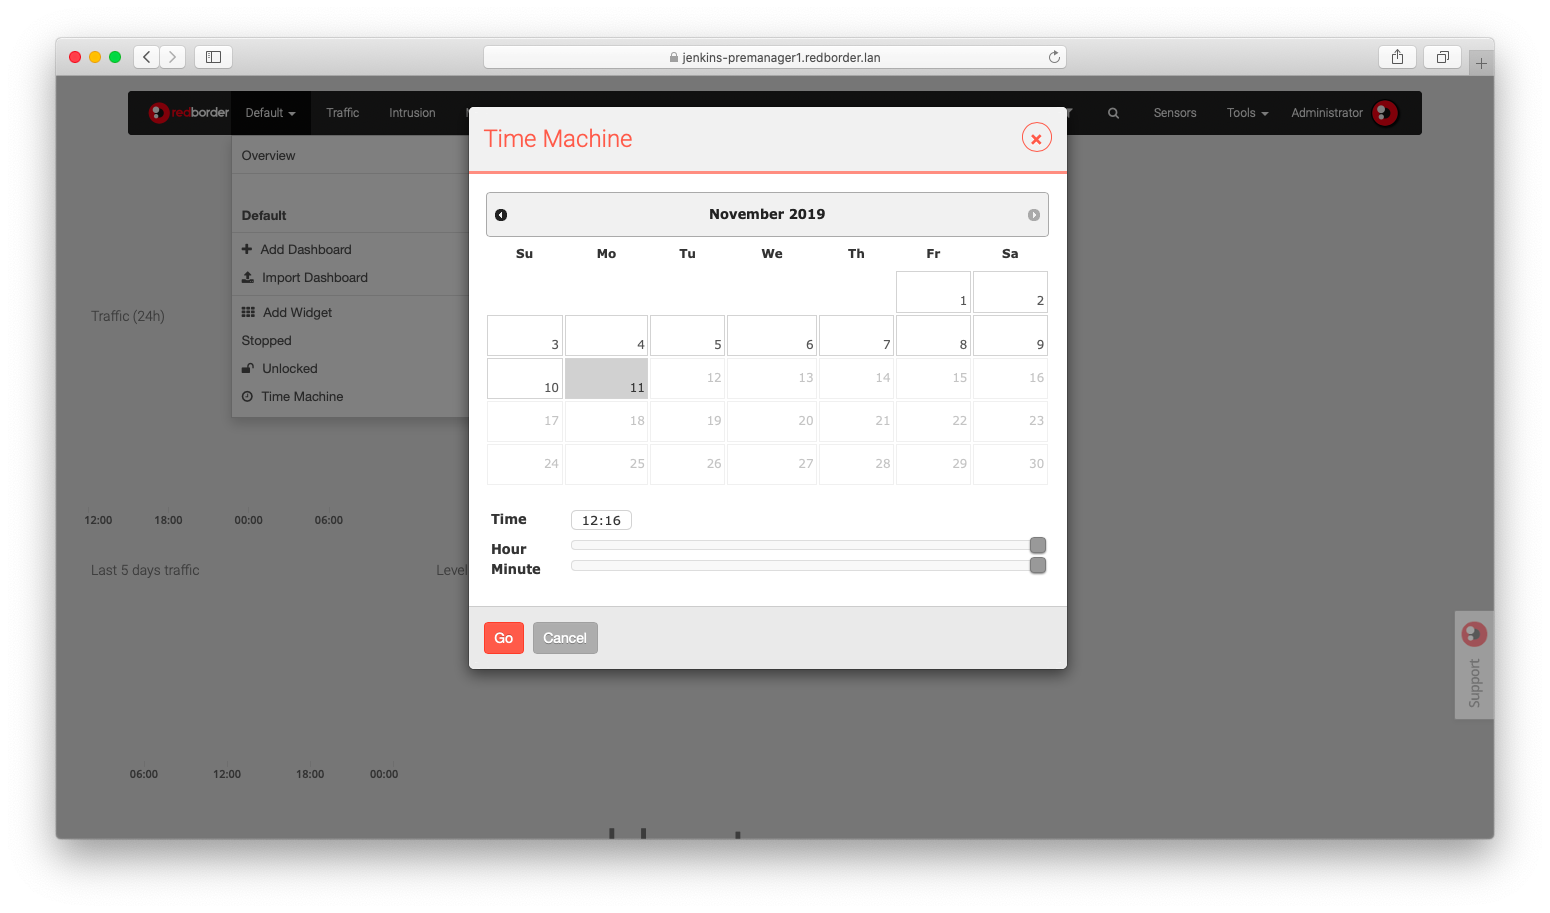 jenkins-premanager1.redborder.lan
redborder Default Traffic Intrusion Sensors Tools Administrator
Time Machine
Overview
Default
Add Dashboard
Import Dashboard
Add Widget
Stopped
Unlocked
Time Machine
November 2019
Su Mo Tu We Th Fr Sa
1 2
3 4 5 6 7 8 9
10 11 12 13 14 15 16
17 18 19 20 21 22 23
24 25 26 27 28 29 30
Time 12:16
Hour
Minute
Go Cancel
Traffic (24h)
12:00 18:00 00:00 06:00
Last 5 days traffic Level
06:00 12:00 18:00 00:00
Support